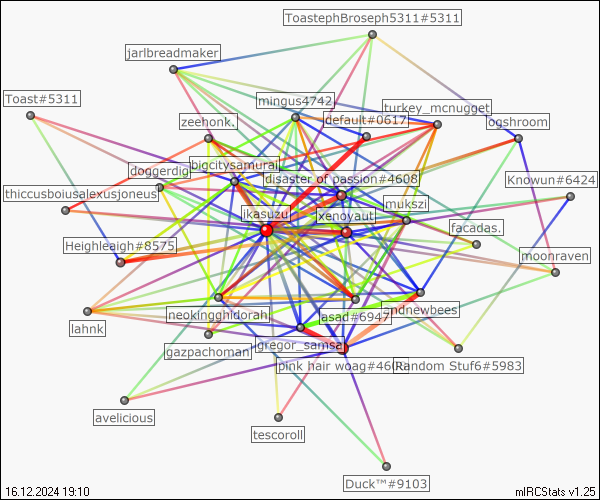 ToastephBroseph5311#5311
jarlbreadmaker
Toast#5311
mingus4742
turkey_mcnugget
zeehonk.
default#0617
ogshroom
doggerdig
bigcitysamurai
disaster of passion#4608
Knowun#6424
thiccusboiusalexusjoneus
ikasuzu
xenoyaut
mukszi
facadas.
Heighleaigh#8575
moonraven
neokingghidorah
asad#6947
andnewbees
lahnk
gregor_samsa
gazpachoman
pink hair woag#460
Random Stuf6#5983
avelicious
tescoroll
Duck™#9103
16.12.2024 19:10
mIRCStats v1.25